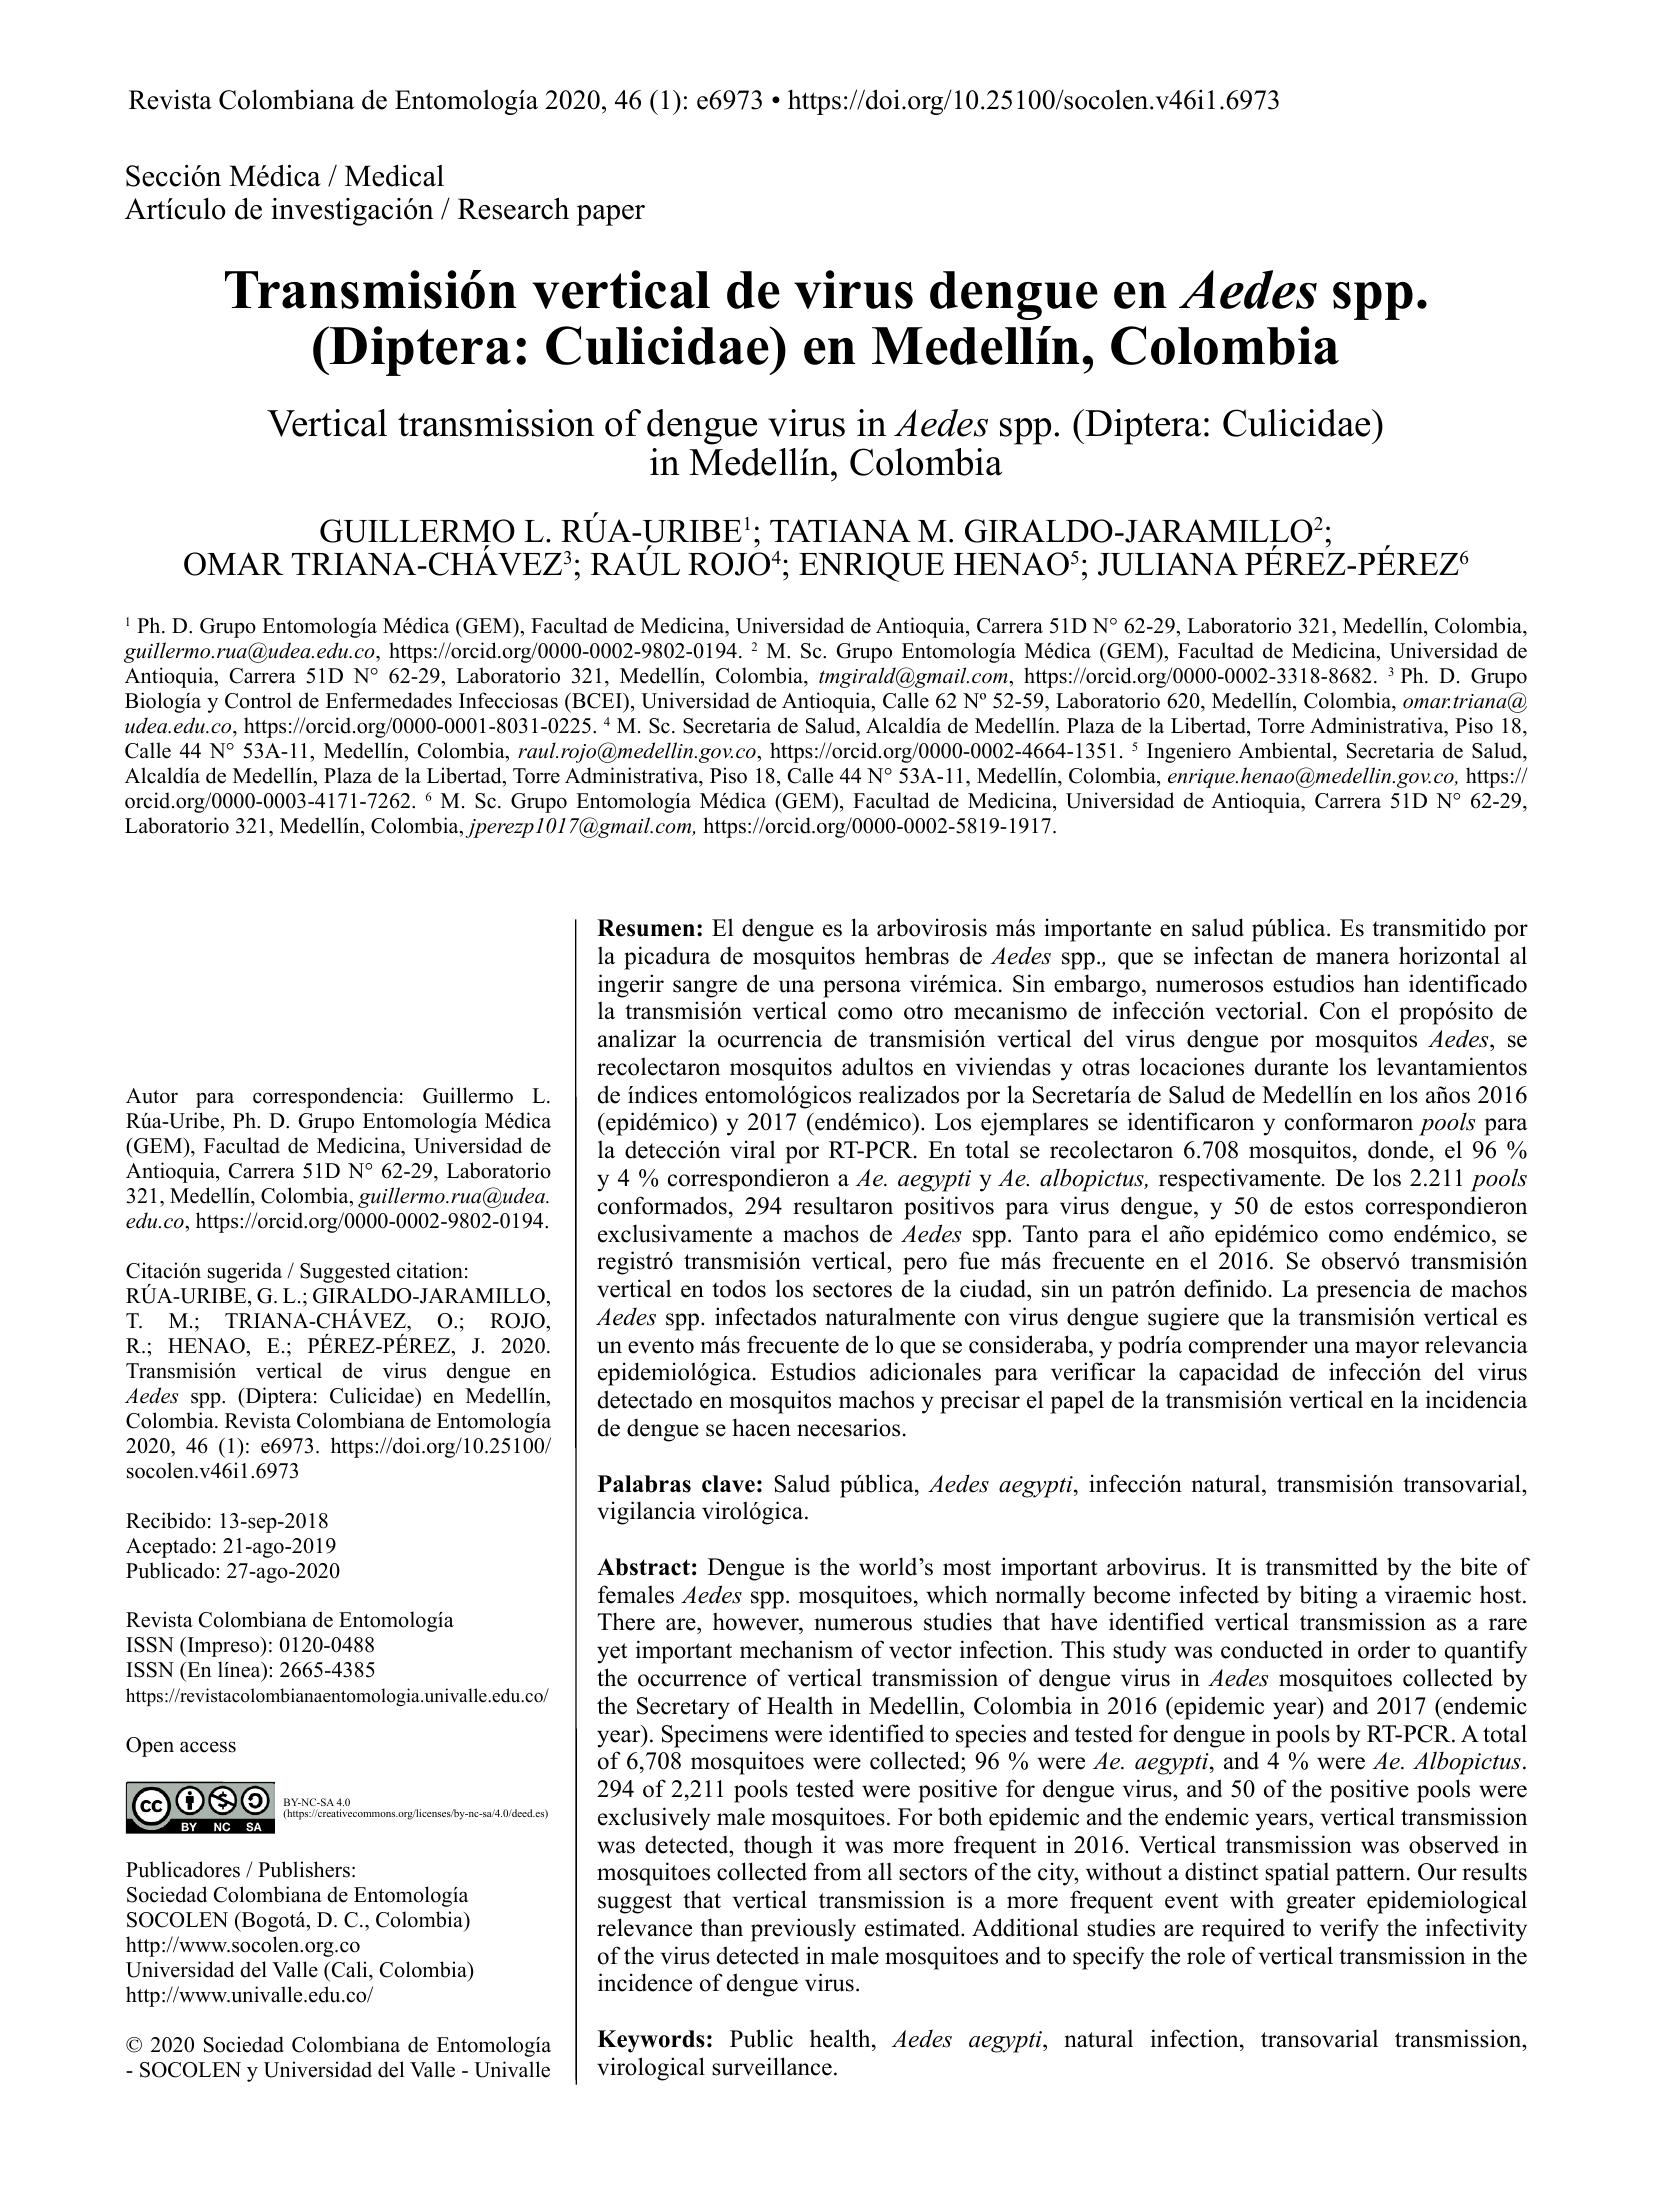 Revista Colombiana de Entomología 2020, 46 (1): e6973 • https://doi.org/10.25100/socolen.v46i1.6973
Sección Médica / Medical
Artículo de investigación / Research paper
Transmisión vertical de virus dengue en Aedes spp.
(Diptera: Culicidae) en Medellín, Colombia
Vertical transmission of dengue virus in Aedes spp. (Diptera: Culicidae)
in Medellín, Colombia
GUILLERMO L. RÚA-URIBE1; TATIANA M. GIRALDO-JARAMILLO2;
OMAR TRIANA-CHÁVEZ3; RAÚL ROJO4; ENRIQUE HENAO5; JULIANA PÉREZ-PÉREZ6
1 Ph. D. Grupo Entomología Médica (GEM), Facultad de Medicina, Universidad de Antioquia, Carrera 51D N° 62-29, Laboratorio 321, Medellín, Colombia,
guillermo.rua@udea.edu.co, https://orcid.org/0000-0002-9802-0194. 2 M. Sc. Grupo Entomología Médica (GEM), Facultad de Medicina, Universidad de
Antioquia, Carrera 51D N° 62-29, Laboratorio 321, Medellín, Colombia, tmgirald@gmail.com, https://orcid.org/0000-0002-3318-8682. 3 Ph. D. Grupo
Biología y Control de Enfermedades Infecciosas (BCEI), Universidad de Antioquia, Calle 62 Nº 52-59, Laboratorio 620, Medellín, Colombia, omar.triana@
udea.edu.co, https://orcid.org/0000-0001-8031-0225. 4 M. Sc. Secretaria de Salud, Alcaldía de Medellín. Plaza de la Libertad, Torre Administrativa, Piso 18,
Calle 44 N° 53A-11, Medellín, Colombia, raul.rojo@medellin.gov.co, https://orcid.org/0000-0002-4664-1351. 5 Ingeniero Ambiental, Secretaria de Salud,
Alcaldía de Medellín, Plaza de la Libertad, Torre Administrativa, Piso 18, Calle 44 N° 53A-11, Medellín, Colombia, enrique.henao@medellin.gov.co, https://
orcid.org/0000-0003-4171-7262. 6 M. Sc. Grupo Entomología Médica (GEM), Facultad de Medicina, Universidad de Antioquia, Carrera 51D N° 62-29,
Laboratorio 321, Medellín, Colombia, jperezp1017@gmail.com, https://orcid.org/0000-0002-5819-1917.
Autor para correspondencia: Guillermo L.
Rúa-Uribe, Ph. D. Grupo Entomología Médica
(GEM), Facultad de Medicina, Universidad de
Antioquia, Carrera 51D N° 62-29, Laboratorio
321, Medellín, Colombia, guillermo.rua@udea.
edu.co, https://orcid.org/0000-0002-9802-0194.
Citación sugerida / Suggested citation:
RÚA-URIBE, G. L.; GIRALDO-JARAMILLO,
T. M.; TRIANA-CHÁVEZ, O.; ROJO,
R.; HENAO, E.; PÉREZ-PÉREZ, J. 2020.
Transmisión vertical de virus dengue en
Aedes spp. (Diptera: Culicidae) en Medellín,
Colombia. Revista Colombiana de Entomología
2020, 46 (1): e6973. https://doi.org/10.25100/
socolen.v46i1.6973
Recibido: 13-sep-2018
Aceptado: 21-ago-2019
Publicado: 27-ago-2020
Revista Colombiana de Entomología
ISSN (Impreso): 0120-0488
ISSN (En línea): 2665-4385
https://revistacolombianaentomologia.univalle.edu.co/
Open access
cc BY NC SA
BY-NC-SA 4.0
(https://creativecommons.org/licenses/by-nc-sa/4.0/deed.es)
Publicadores / Publishers:
Sociedad Colombiana de Entomología
SOCOLEN (Bogotá, D. C., Colombia)
http://www.socolen.org.co
Universidad del Valle (Cali, Colombia)
http://www.univalle.edu.co/
© 2020 Sociedad Colombiana de Entomología
- SOCOLEN y Universidad del Valle - Univalle
Resumen: El dengue es la arbovirosis más importante en salud pública. Es transmitido por
la picadura de mosquitos hembras de Aedes spp., que se infectan de manera horizontal al
ingerir sangre de una persona virémica. Sin embargo, numerosos estudios han identificado
la transmisión vertical como otro mecanismo de infección vectorial. Con el propósito de
analizar la ocurrencia de transmisión vertical del virus dengue por mosquitos Aedes, se
recolectaron mosquitos adultos en viviendas y otras locaciones durante los levantamientos
de índices entomológicos realizados por la Secretaría de Salud de Medellín en los años 2016
(epidémico) y 2017 (endémico). Los ejemplares se identificaron y conformaron pools para
la detección viral por RT-PCR. En total se recolectaron 6.708 mosquitos, donde, el 96 %
y 4 % correspondieron a Ae. aegypti y Ae. albopictus, respectivamente. De los 2.211 pools
conformados, 294 resultaron positivos para virus dengue, y 50 de estos correspondieron
exclusivamente a machos de Aedes spp. Tanto para el año epidémico como endémico, se
registró transmisión vertical, pero fue más frecuente en el 2016. Se observó transmisión
vertical en todos los sectores de la ciudad, sin un patrón definido. La presencia de machos
Aedes spp. infectados naturalmente con virus dengue sugiere que la transmisión vertical es
un evento más frecuente de lo que se consideraba, y podría comprender una mayor relevancia
epidemiológica. Estudios adicionales para verificar la capacidad de infección del virus
detectado en mosquitos machos y precisar el papel de la transmisión vertical en la incidencia
de dengue se hacen necesarios.
Palabras clave: Salud pública, Aedes aegypti, infección natural, transmisión transovarial,
vigilancia virológica.
Abstract: Dengue is the world's most important arbovirus. It is transmitted by the bite of
females Aedes spp. mosquitoes, which normally become infected by biting a viraemic host.
There are, however, numerous studies that have identified vertical transmission as a rare
yet important mechanism of vector infection. This study was conducted in order to quantify
the occurrence of vertical transmission of dengue virus in Aedes mosquitoes collected by
the Secretary of Health in Medellin, Colombia in 2016 (epidemic year) and 2017 (endemic
year). Specimens were identified to species and tested for dengue in pools by RT-PCR. A total
of 6,708 mosquitoes were collected; 96 % were Ae. aegypti, and 4 % were Ae. Albopictus.
294 of 2,211 pools tested were positive for dengue virus, and 50 of the positive pools were
exclusively male mosquitoes. For both epidemic and the endemic years, vertical transmission
was detected, though it was more frequent in 2016. Vertical transmission was observed in
mosquitoes collected from all sectors of the city, without a distinct spatial pattern. Our results
suggest that vertical transmission is a more frequent event with greater epidemiological
relevance than previously estimated. Additional studies are required to verify the infectivity
of the virus detected in male mosquitoes and to specify the role of vertical transmission in the
incidence of dengue virus.
Keywords: Public health, Aedes aegypti, natural infection, transovarial transmission,
virological surveillance.